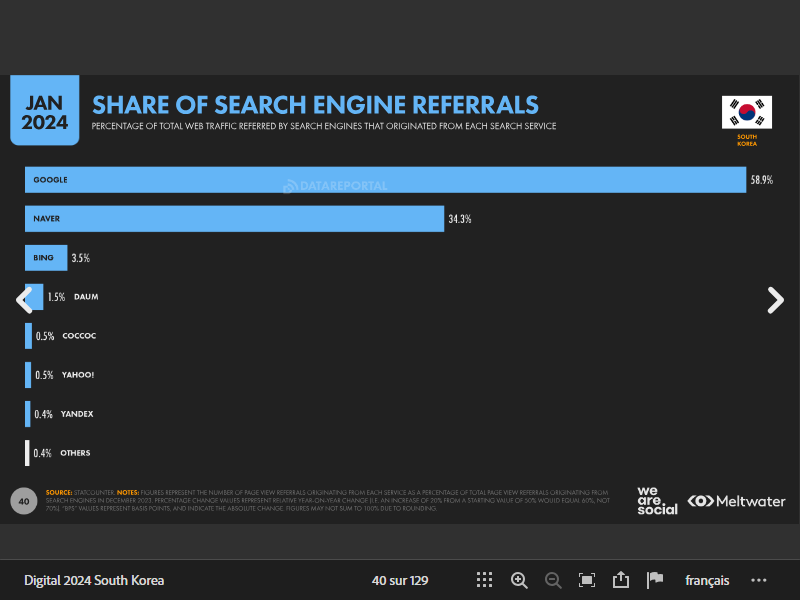 JAN
2024
SHARE OF SEARCH ENGINE REFERRALS
PERCENTAGE OF TOTAL WEB TRAFFIC REFERRED BY SEARCH ENGINES THAT ORIGINATED FROM EACH SEARCH SERVICE
SOUTH
KOREA
GOOGLE 58.9%
DATAREPORTAL
NAVER 34.3%
BING 3.5%
1.5% DAUM
0.5% COCCOC
0.5% YAHOO!
0.4% YANDEX
0.4% OTHERS
40
SOURCE: STATCOUNTER. NOTES: FIGURES REPRESENT THE NUMBER OF PAGE VIEW REFERRALS ORIGINATING FROM EACH SERVICE AS A PERCENTAGE OF TOTAL PAGE VIEW REFERRALS ORIGINATING FROM
SEARCH ENGINES IN DECEMBER 2023. PERCENTAGE CHANGE VALUES REPRESENT RELATIVE YEAR-ON-YEAR CHANGE (I.E. AN INCREASE OF 20% FROM A STARTING VALUE OF 50% WOULD EQUAL 60%, NOT
70%). "BPS" VALUES REPRESENT BASIS POINTS, AND INDICATE THE ABSOLUTE CHANGE. FIGURES MAY NOT SUM TO 100% DUE TO ROUNDING.
we
are.
social
Meltwater
Digital 2024 South Korea
40 sur 129
français